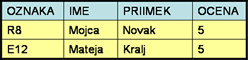 OZNAKA IME PRIIMEK OCENA
R8 Mojca Novak 5
E12 Mateja Kralj 5